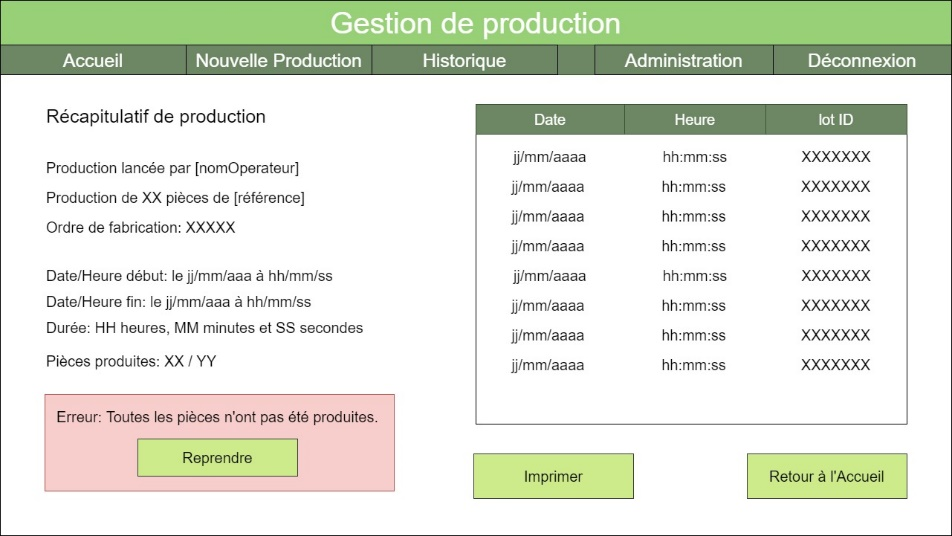 Gestion de production
Accueil Nouvelle Production Historique Administration Déconnexion
Récapitulatif de production
Production lancée par [nomOperateur]
Production de XX pièces de [référence]
Ordre de fabrication: XXXXX
Date/Heure début: le jj/mm/aaa à hh/mm/ss
Date/Heure fin: le jj/mm/aaa à hh/mm/ss
Durée: HH heures, MM minutes et SS secondes
Pièces produites: XX / YY
Erreur: Toutes les pièces n'ont pas été produites.
Reprendre
Date Heure lot ID
jj/mm/aaaa hh:mm:ss XXXXXXX
jj/mm/aaaa hh:mm:ss XXXXXXX
jj/mm/aaaa hh:mm:ss XXXXXXX
jj/mm/aaaa hh:mm:ss XXXXXXX
jj/mm/aaaa hh:mm:ss XXXXXXX
jj/mm/aaaa hh:mm:ss XXXXXXX
jj/mm/aaaa hh:mm:ss XXXXXXX
jj/mm/aaaa hh:mm:ss XXXXXXX
Imprimer Retour à l'Accueil